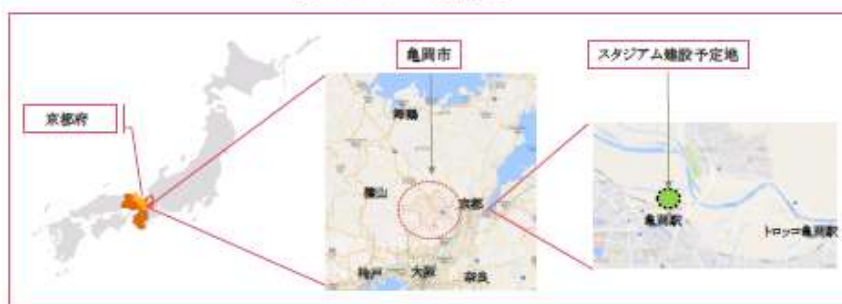 京都府
亀岡市
スタジアム建設予定地
舞鶴
篠山
京都
神戸
大阪
奈良
亀岡駅
トロッコ亀岡駅